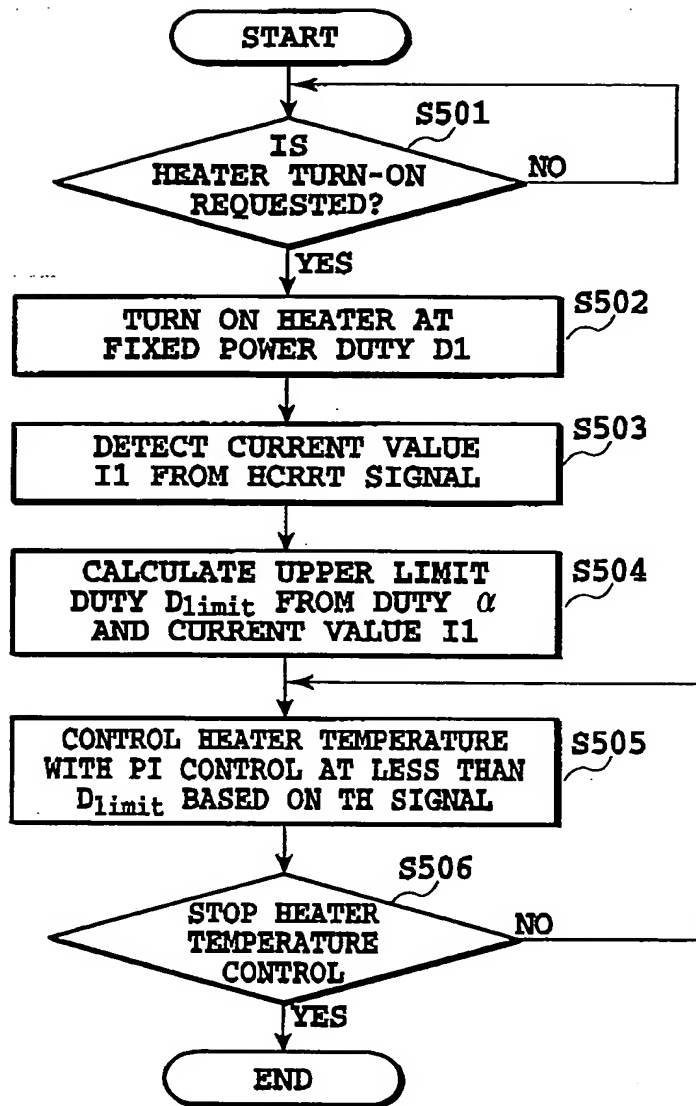 START
S501
IS
HEATER TURN-ON
REQUESTED?
NO
YES
S502
TURN ON HEATER AT
FIXED POWER DUTY D1
S503
DETECT CURRENT VALUE
I1 FROM HCRRT SIGNAL
S504
CALCULATE UPPER LIMIT
DUTY Dlimit FROM DUTY α
AND CURRENT VALUE I1
S505
CONTROL HEATER TEMPERATURE
WITH PI CONTROL AT LESS THAN
Dlimit BASED ON TH SIGNAL
S506
STOP HEATER
TEMPERATURE
CONTROL
NO
YES
END